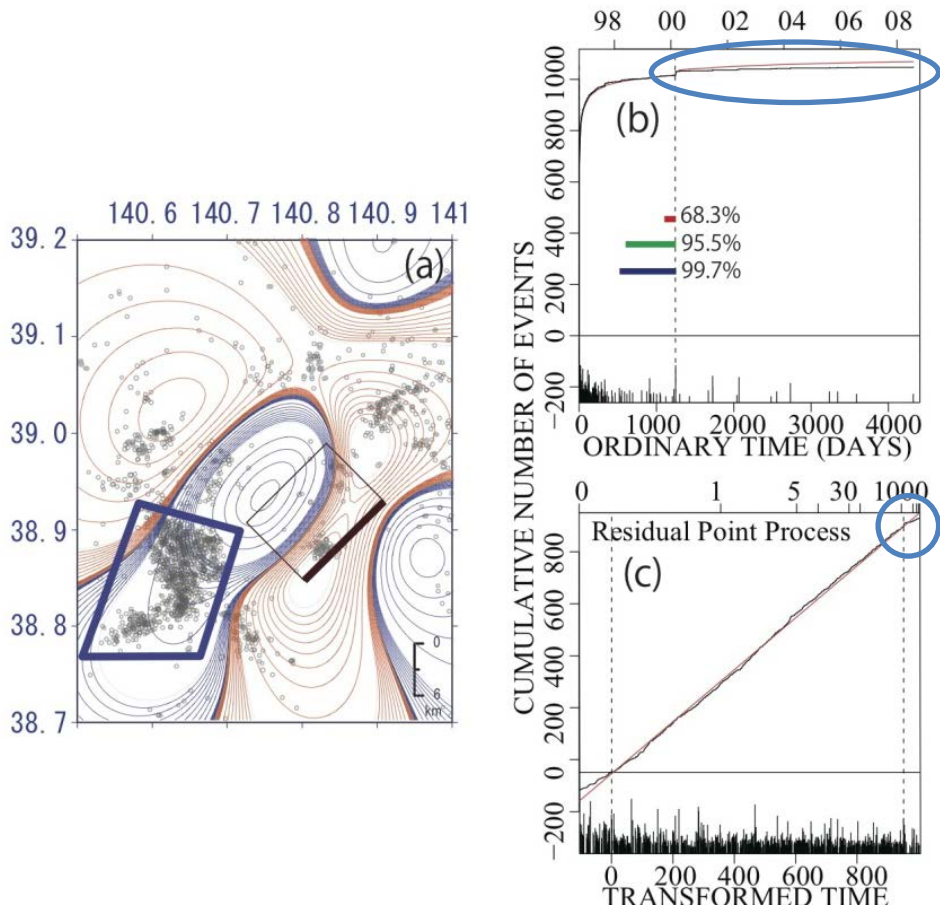 140.6 140.7 140.8 140.9 141
39.2
39.1
39.0
38.9
38.8
38.7
(a)
0
6
km
CUMULATIVE NUMBER OF EVENTS
98 00 02 04 06 08
1000
800
600
400
200
0
-200
(b)
68.3%
95.5%
99.7%
0 1000 2000 3000 4000
ORDINARY TIME (DAYS)
0 1 5 30 1000
Residual Point Process
(c)
800
600
400
200
0
-200
0 200 400 600 800
TRANSFORMED TIME